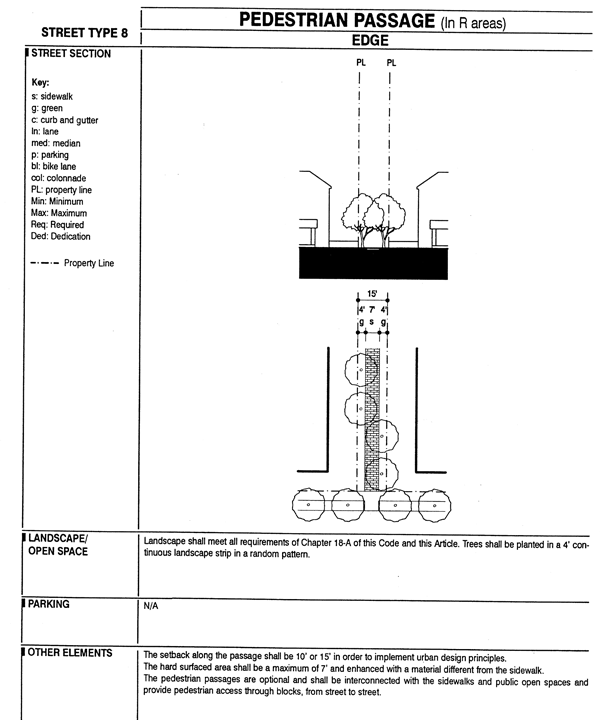 STREET TYPE 8
PEDESTRIAN PASSAGE (In R areas)
EDGE
STREET SECTION
Key:
s: sidewalk
g: green
c: curb and gutter
ln: lane
med: median
p: parking
bl: bike lane
col: colonnade
PL: property line
Min: Minimum
Max: Maximum
Req: Required
Ded: Dedication
Property Line
PL PL
15'
4' 7' 4'
g s g
LANDSCAPE/
OPEN SPACE
Landscape shall meet all requirements of Chapter 18-A of this Code and this Article. Trees shall be planted in a 4' con-
tinuous landscape strip in a random pattern.
PARKING
N/A
OTHER ELEMENTS
The setback along the passage shall be 10' or 15' in order to implement urban design principles.
The hard surfaced area shall be a maximum of 7' and enhanced with a material different from the sidewalk.
The pedestrian passages are optional and shall be interconnected with the sidewalks and public open spaces and
provide pedestrian access through blocks, from street to street.